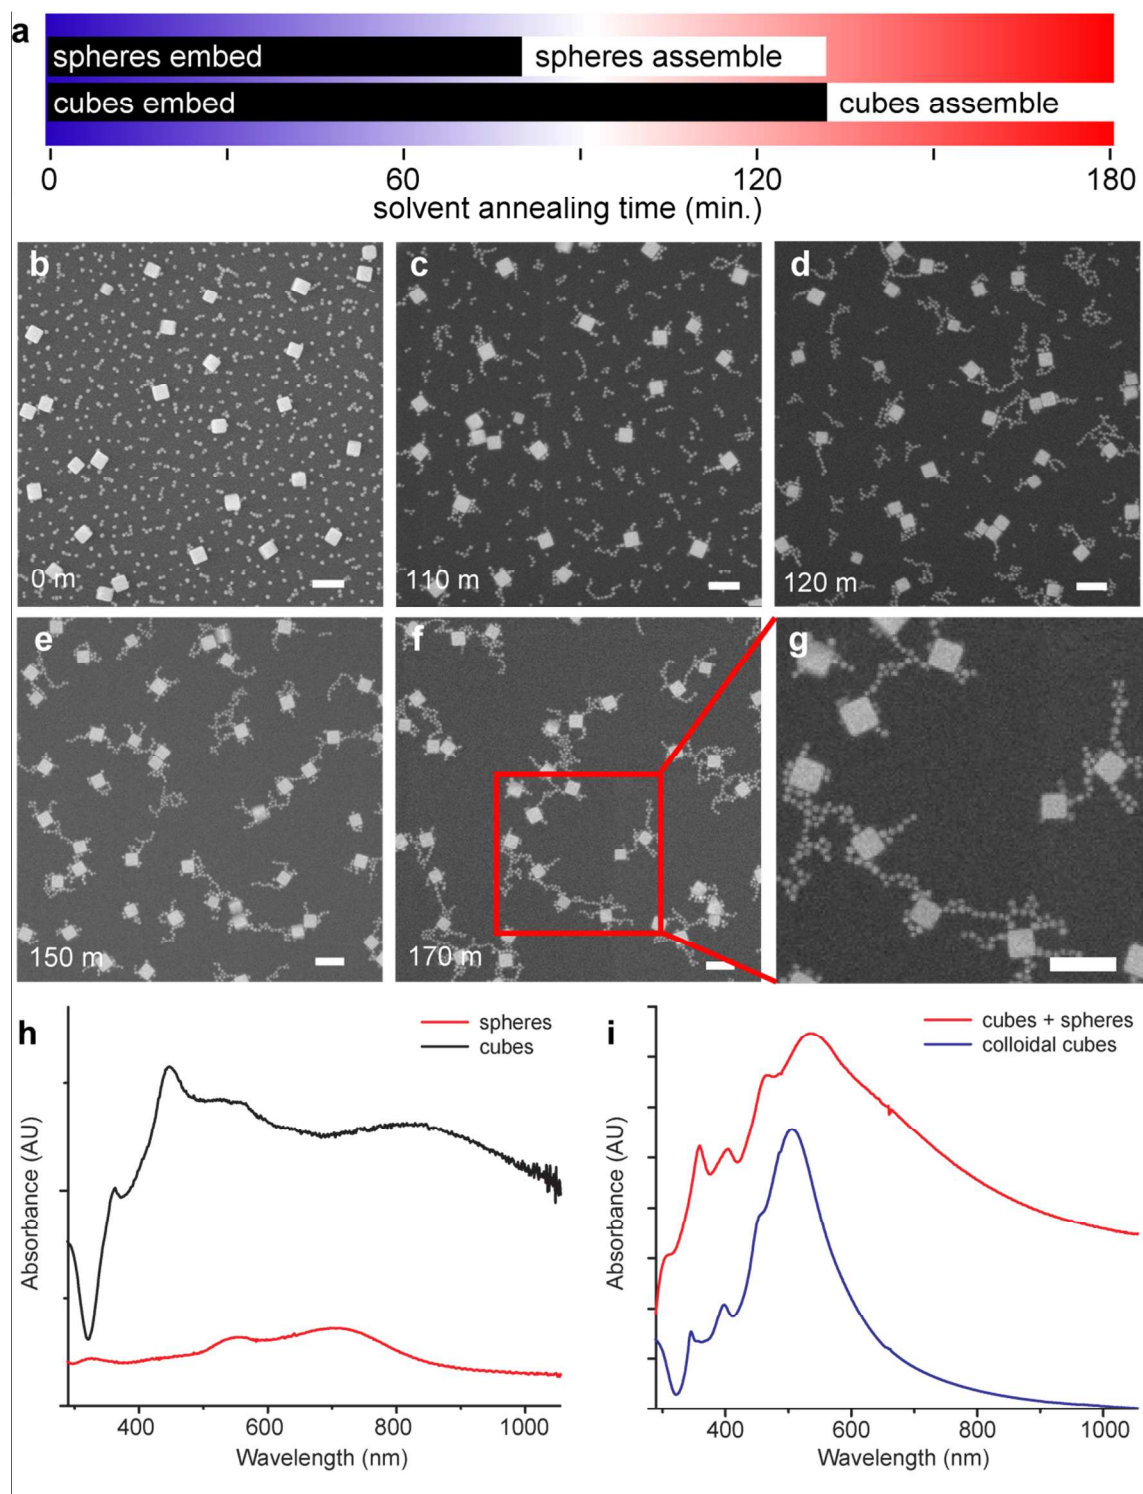 a
spheres embed spheres assemble
cubes embed cubes assemble
0 60 120 180
solvent annealing time (min.)
b c d
0 m 110 m 120 m
e f g
150 m 170 m
h
spheres
cubes
Absorbance (AU)
400 600 800 1000
Wavelength (nm)
i
cubes + spheres
colloidal cubes
Absorbance (AU)
400 600 800 1000
Wavelength (nm)